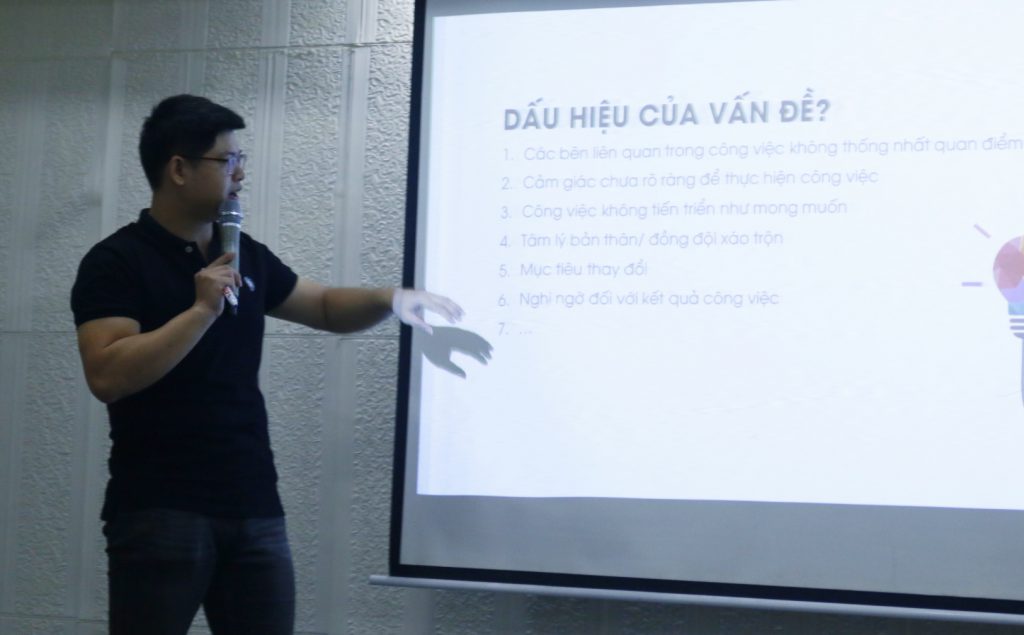 DẤU HIỆU CỦA VẤN ĐỀ?
1. Các bên liên quan trong công việc không thống nhất quan điểm
2. Cảm giác chưa rõ ràng để thực hiện công việc
3. Công việc không tiến triển như mong muốn
4. Tâm lý bản thân/ đồng đội xáo trộn
5. Mục tiêu thay đổi
6. Nghi ngờ đối với kết quả công việc
7. ...